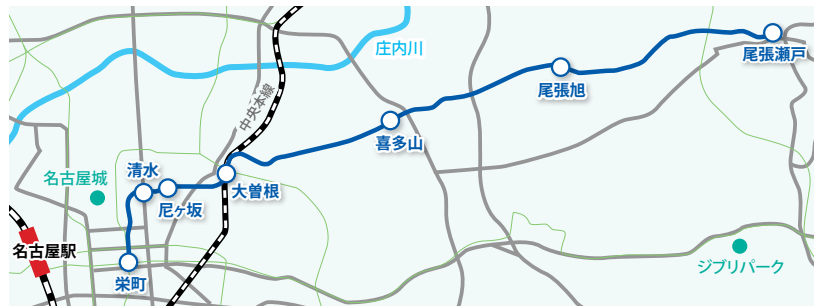 庄内川
尾張瀬戸
尾張旭
中央本線
喜多山
清水
名古屋城
大曽根
尼ヶ坂
名古屋駅
栄町
ジブリパーク